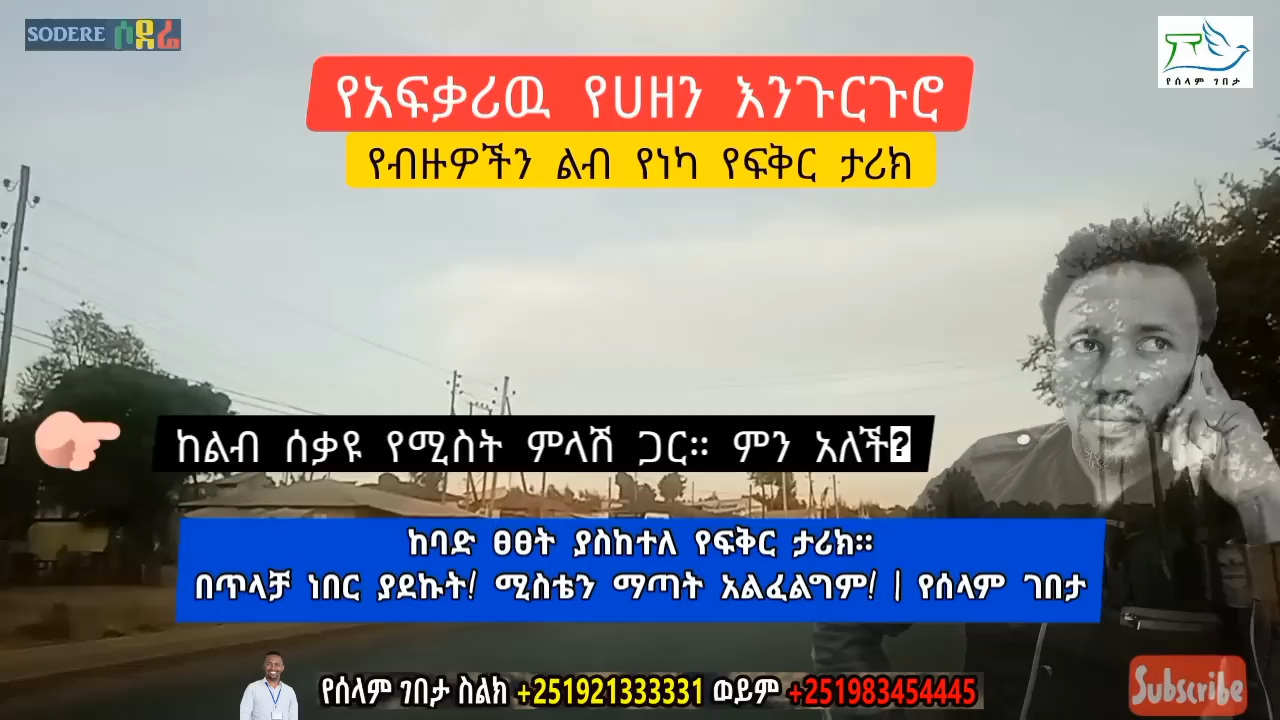 SODERE ሶደሬ
የሰላም ገበታ
የአፍቃሪዉ የሀዘን እንጉርጉሮ
የብዙዎችን ልብ የነካ የፍቅር ታሪክ
ከልብ ሰቃዩ የሚስት ምላሽ ጋር። ምን አለች
ከባድ ፀፀት ያስከተለ የፍቅር ታሪክ።
በጥላቻ ነበር ያደኩት! ሚስቴን ማጣት አልፈልግም! | የሰላም ገበታ
የሰላም ገበታ ስልክ +251921333331 ወይም +251983454445
Subscribe